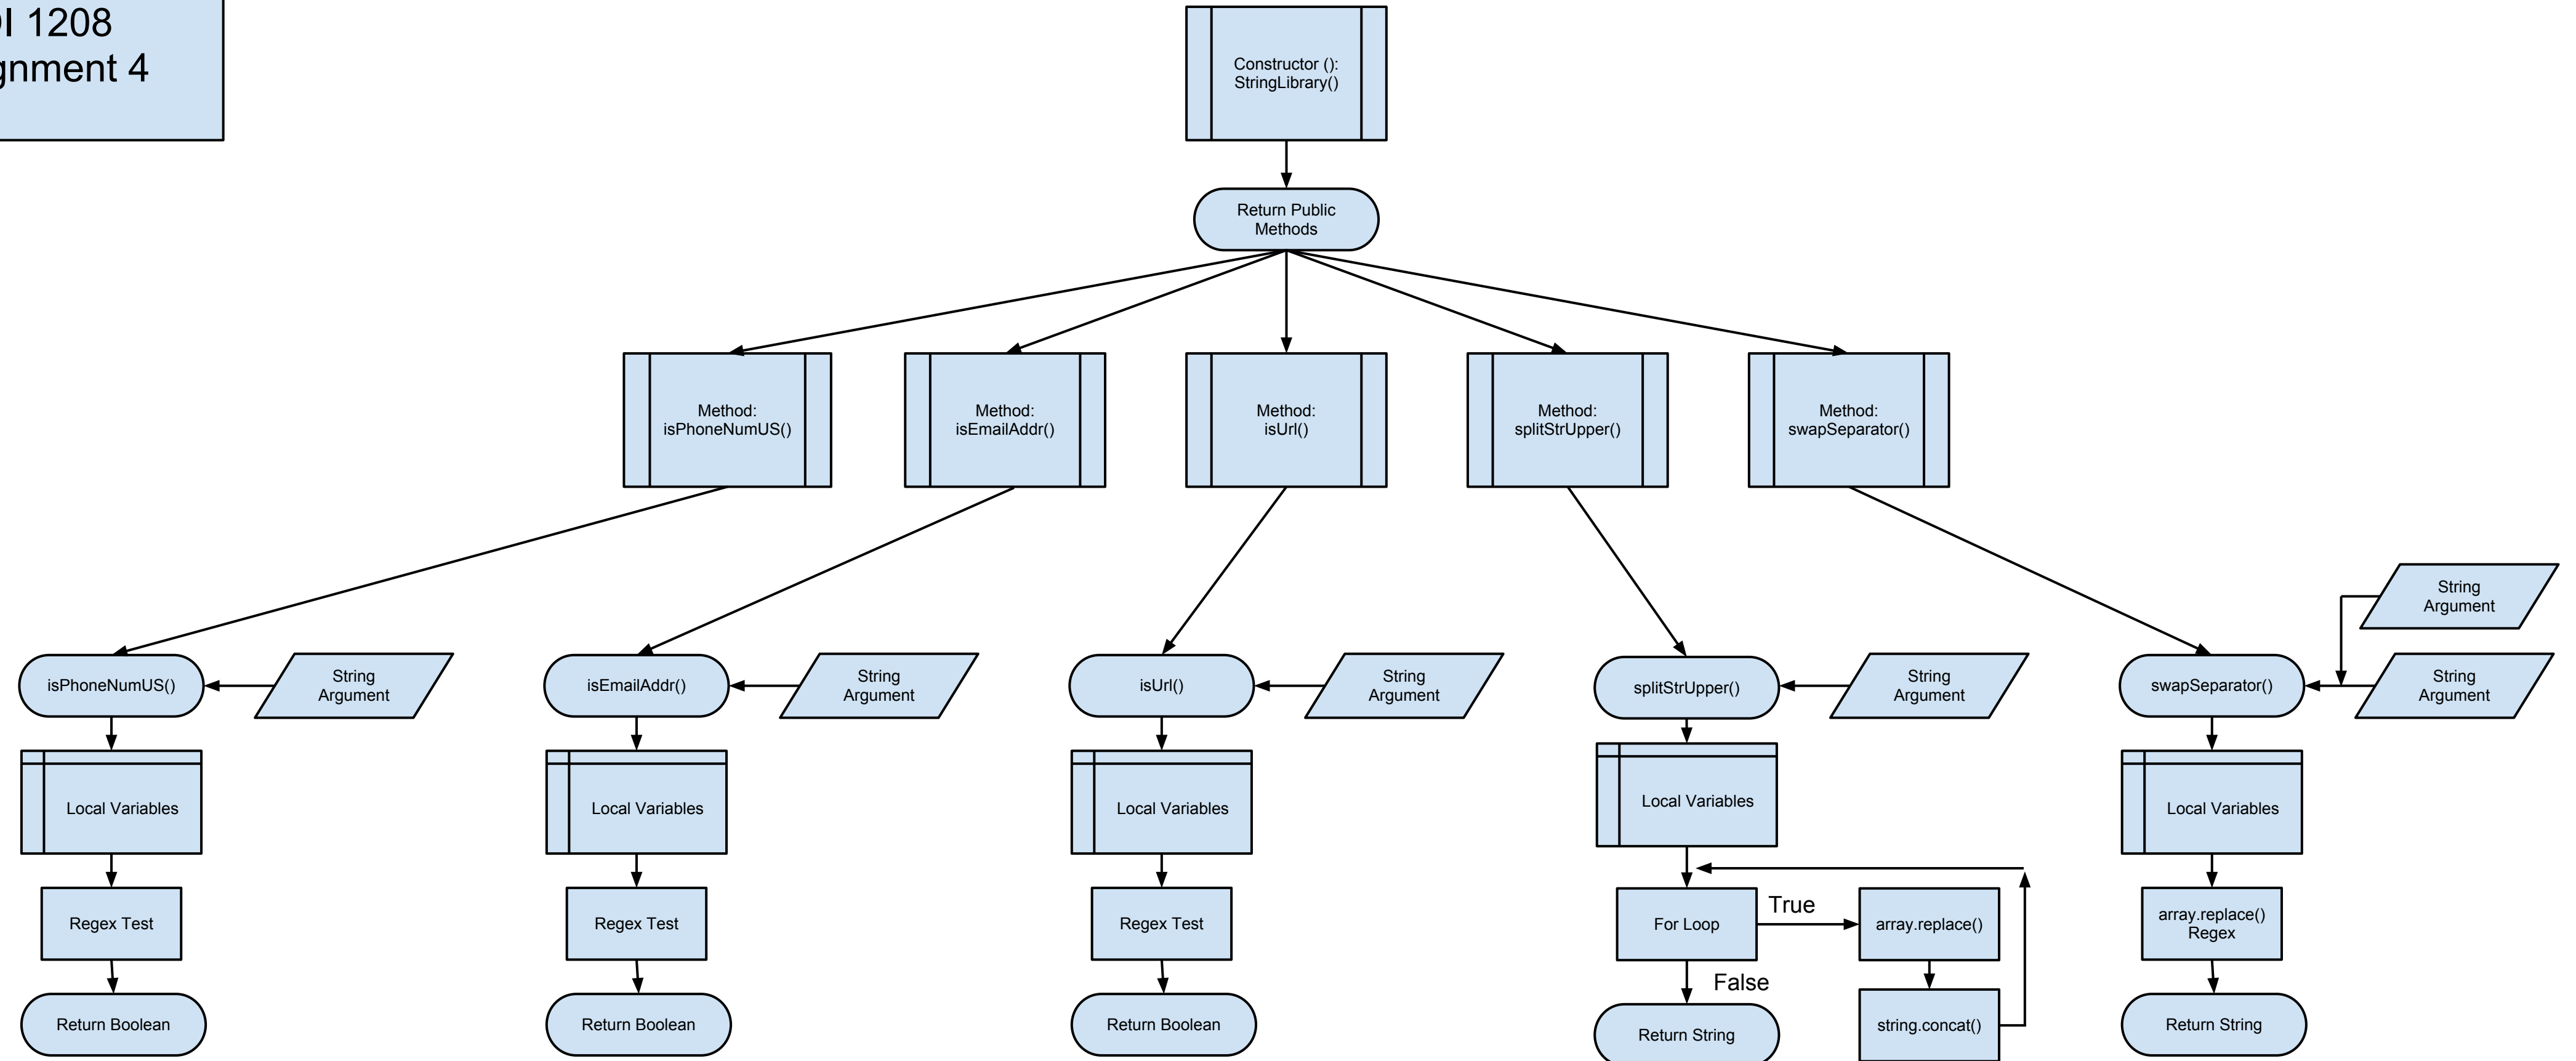 1208
4
Constructor ():
StringLibrary()
Return Public
Methods
Method:
isPhoneNumUS()
Method:
isEmailAddr()
Method:
isUrl()
Method:
splitStrUpper()
Method:
swapSeparator()
String
Argument
isPhoneNumUS()
String
Argument
isEmailAddr()
String
Argument
isUrl()
String
Argument
splitStrUpper()
String
Argument
swapSeparator()
String
Argument
Local Variables
Local Variables
Local Variables
Local Variables
Local Variables
Regex Test
Regex Test
Regex Test
For Loop
True
array.replace()
array.replace()
Regex
False
Return Boolean
Return Boolean
Return Boolean
Return String
string.concat()
Return String